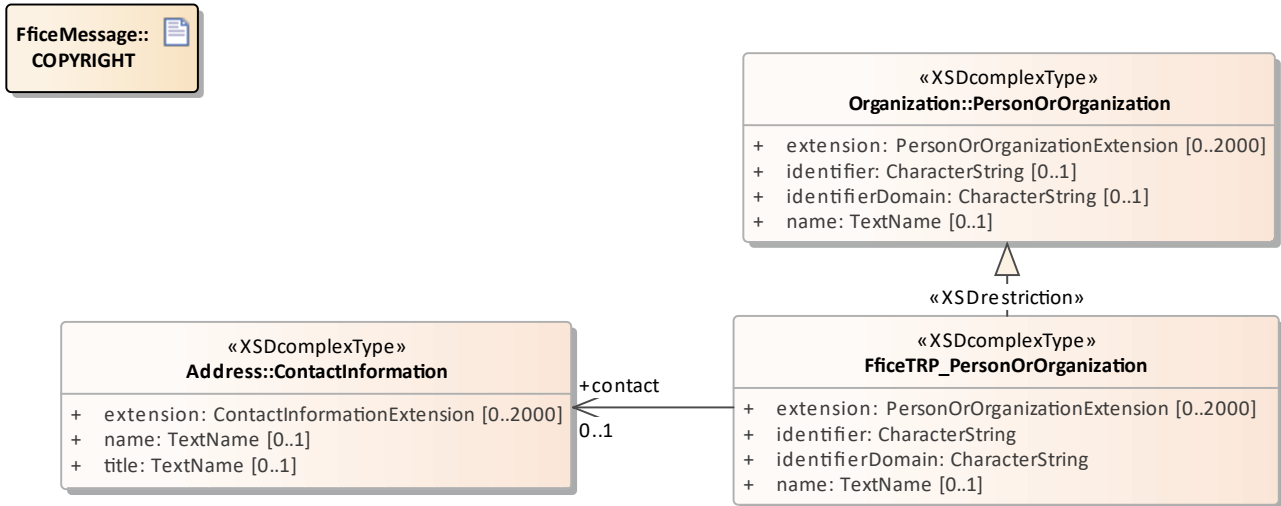 FficeMessage::
COPYRIGHT
«XSDcomplexType»
Organization::PersonOrOrganization
+ extension: PersonOrOrganizationExtension [0..2000]
+ identifier: CharacterString [0..1]
+ identifierDomain: CharacterString [0..1]
+ name: TextName [0..1]
«XSDrestriction»
«XSDcomplexType»
Address::ContactInformation
+ extension: ContactInformationExtension [0..2000]
+ name: TextName [0..1]
+ title: TextName [0..1]
+contact
0..1
«XSDcomplexType»
FficeTRP_PersonOrOrganization
+ extension: PersonOrOrganizationExtension [0..2000]
+ identifier: CharacterString
+ identifierDomain: CharacterString
+ name: TextName [0..1]